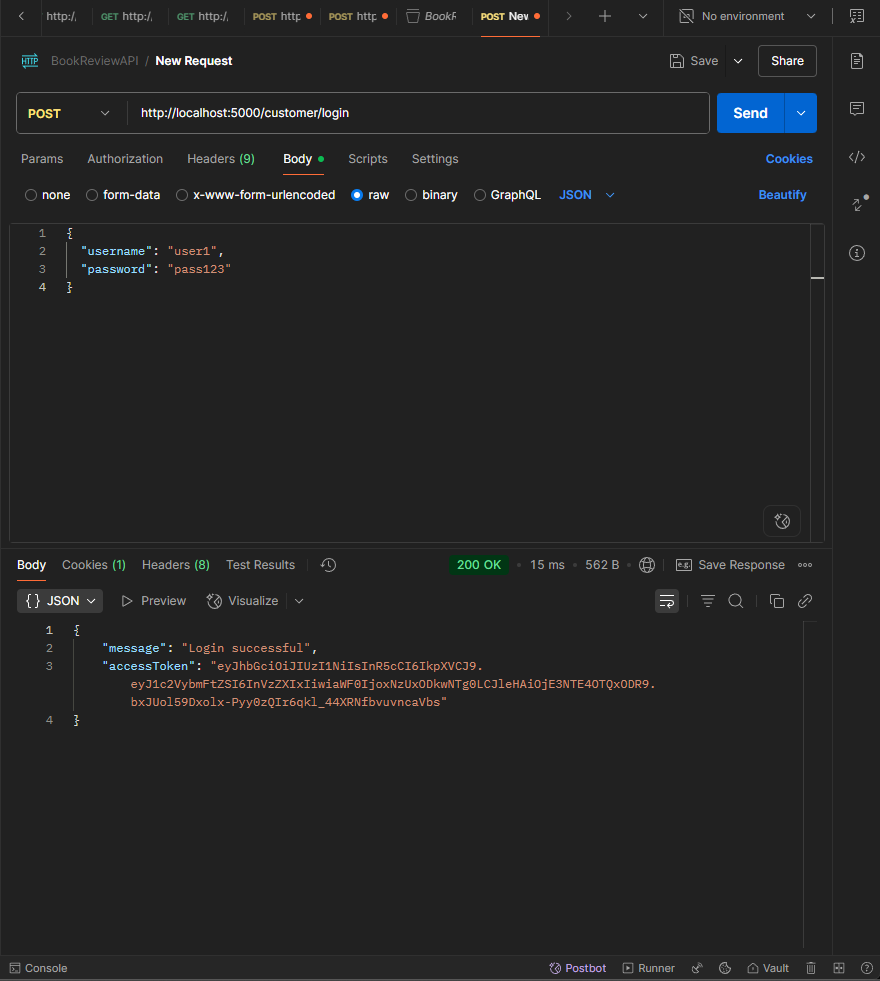 http:/,
GET http:/,
GET http:/,
POST http
POST http
BookR
POST New
No environment
HTTP
BookReviewAPI / New Request
Save
Share
POST
http://localhost:5000/customer/login
Send
Params
Authorization
Headers (9)
Body
Scripts
Settings
Cookies
none
form-data
x-www-form-urlencoded
raw
binary
GraphQL
JSON
Beautify
1 {
2 "username": "user1",
3 "password": "pass123"
4 }
Body
Cookies (1)
Headers (8)
Test Results
200 OK
15 ms
562 B
e.g.
Save Response
{} JSON
Preview
Visualize
1 {
2 "message": "Login successful",
3 "accessToken": "eyJhbGciOiJIUzI1NiIsInR5cCI6IkpXVCJ9.
eyJ1c2VybmFtZSI6InVzZXIxIiwiaWF0IjoxNzUxODkwNTg0LCJleHAiOjE3NTE4OTQxODR9.
bxJUol59Dxolx-Pyy0zQIr6qkl_44XRNfbvuvncaVbs"
4 }
Console
Postbot
Runner
Vault